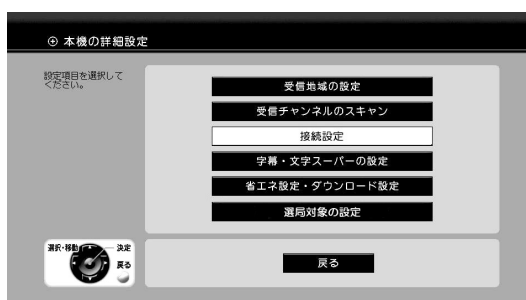 本機の詳細設定
設定項目を選択して
ください。
受信地域の設定
受信チャンネルのスキャン
接続設定
字幕・文字スーパーの設定
省エネ設定・ダウンロード設定
選局対象の設定
選択・移動
決定
戻る
戻る